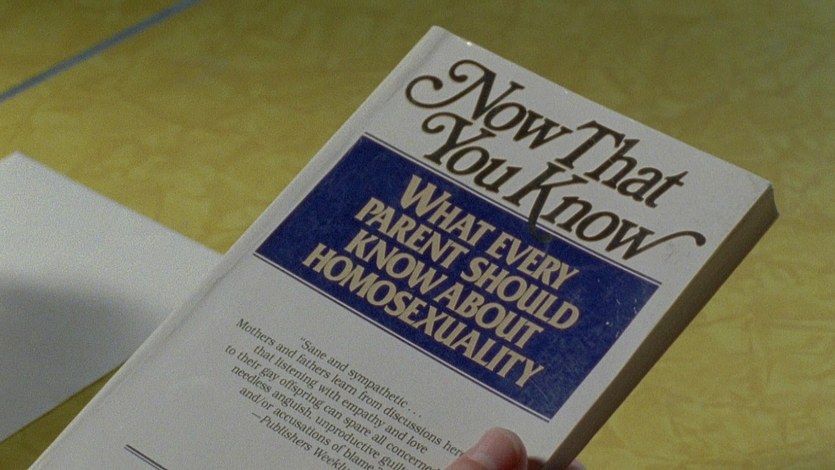 Now That
You Know
WHAT EVERY
PARENT SHOULD
KNOW ABOUT
HOMOSEXUALITY
"Sane and sympathetic...
Mothers and fathers learn from discussions here
that listening with empathy and love
to their gay offspring can spare all concerned
needless anguish, unproductive guilt
and/or accusations of blame"
—Publishers Weekly